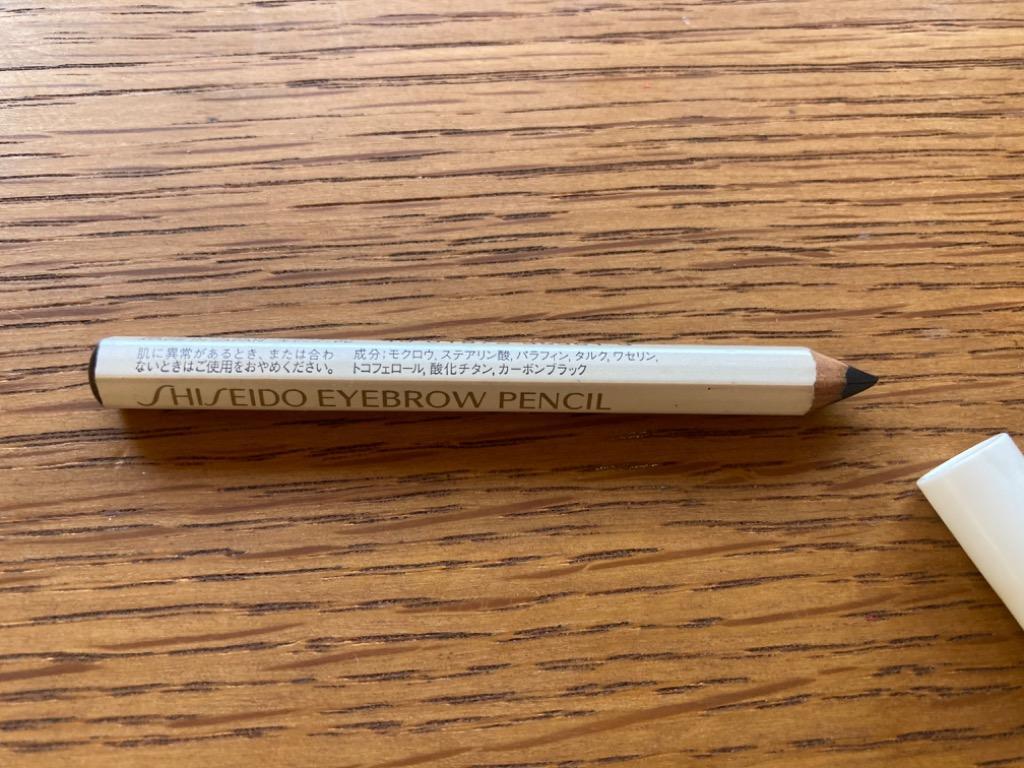 肌に異常があるとき、または合わ
ないときはご使用をおやめください。
成分:モクロウ, ステアリン酸, パラフィン, タルク, ワセリン,
トコフェロール, 酸化チタン, カーボンブラック
SHISEIDO EYEBROW PENCIL